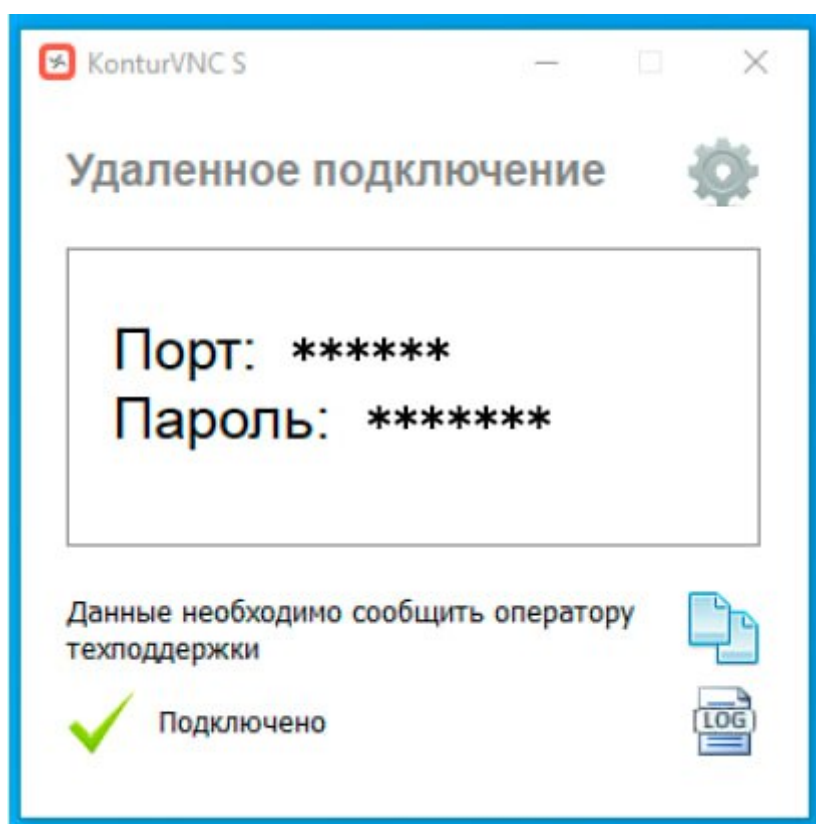 KonturVNC S
Удаленное подключение
Порт: ******
Пароль: *******
Данные необходимо сообщить оператору
техподдержки
Подключено
LOG